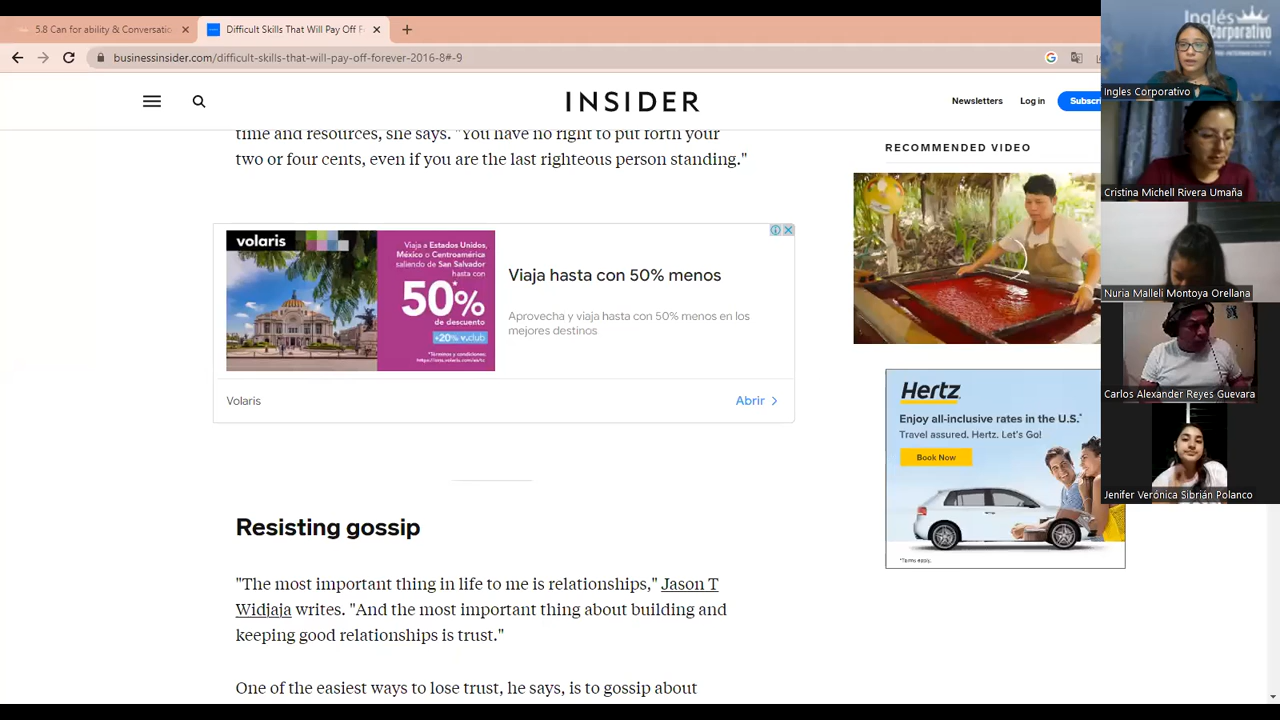 5.8 Can for ability & Conversatio
Difficult Skills That Will Pay Off F
businessinsider.com/difficult-skills-that-will-pay-off-forever-2016-8#-9
INSIDER
Newsletters
Log in
Subscri
time and resources, she says. "You have no right to put forth your
two or four cents, even if you are the last righteous person standing."
volaris
Viaja a Estados Unidos,
México o Centroamérica
saliendo de San Salvador
hasta con
50%*
de descuento
+20% v.club
*Términos y condiciones:
Viaja hasta con 50% menos
Aprovecha y viaja hasta con 50% menos en los
mejores destinos
Volaris
Abrir
Resisting gossip
"The most important thing in life to me is relationships," Jason T
Widjaja writes. "And the most important thing about building and
keeping good relationships is trust."
One of the easiest ways to lose trust, he says, is to gossip about
RECOMMENDED VIDEO
Hertz.
Enjoy all-inclusive rates in the U.S.*
Travel assured. Hertz. Let's Go!
Book Now
*Terms apply.
Inglés
Corporativo
Ingles Corporativo
Cristina Michell Rivera Umaña
Nuria Malleli Montoya Orellana
Carlos Alexander Reyes Guevara
Jenifer Verónica Sibrián Polanco